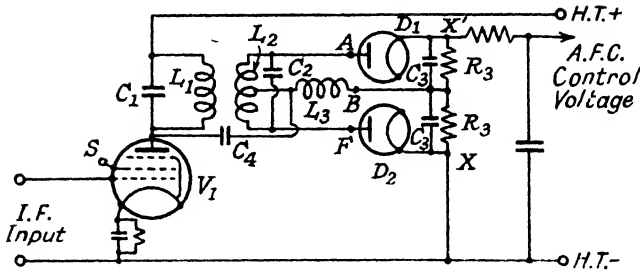 H.T.+
D1 X'
L2 A
A.F.C.
Control
Voltage
C1 L1 C2 C3 R3
L3 B
C4 F C3 R3
S D2 X
V1
I.F.
Input
H.T.-